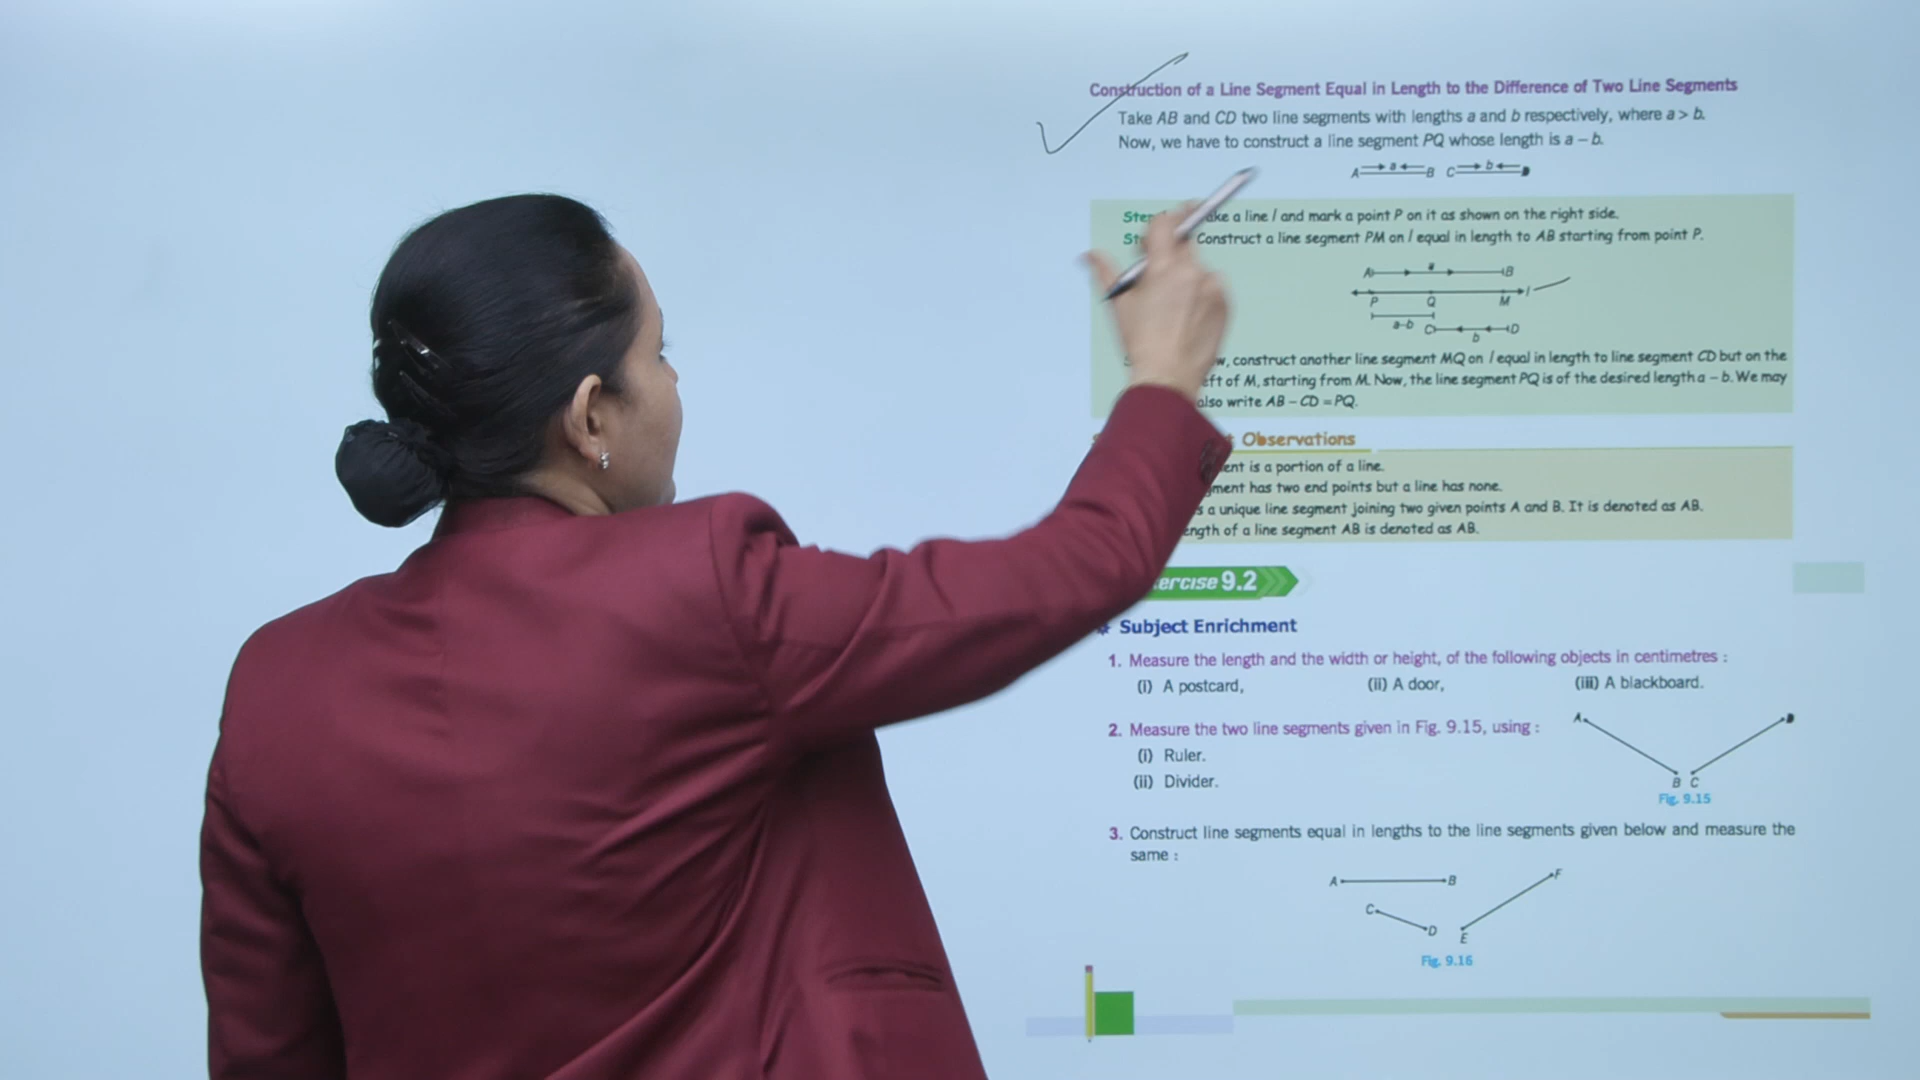 Construction of a Line Segment Equal in Length to the Difference of Two Line Segments
Take AB and CD two line segments with lengths a and b respectively, where a > b.
Now, we have to construct a line segment PQ whose length is a – b.
A a B C b D
take a line l and mark a point P on it as shown on the right side.
Construct a line segment PM on l equal in length to AB starting from point P.
A a B
P Q M l
a-b C b D
construct another line segment MQ on l equal in length to line segment CD but on the
of M, starting from M. Now, the line segment PQ is of the desired length a – b. We may
also write AB – CD = PQ.
Observations
is a portion of a line.
has two end points but a line has none.
a unique line segment joining two given points A and B. It is denoted as AB.
of a line segment AB is denoted as AB.
Exercise 9.2
Subject Enrichment
1. Measure the length and the width or height, of the following objects in centimetres :
(i) A postcard, (ii) A door, (iii) A blackboard.
2. Measure the two line segments given in Fig. 9.15, using :
(i) Ruler.
(ii) Divider.
A D
B C
Fig. 9.15
3. Construct line segments equal in lengths to the line segments given below and measure the
same :
A B F
C D E
Fig. 9.16